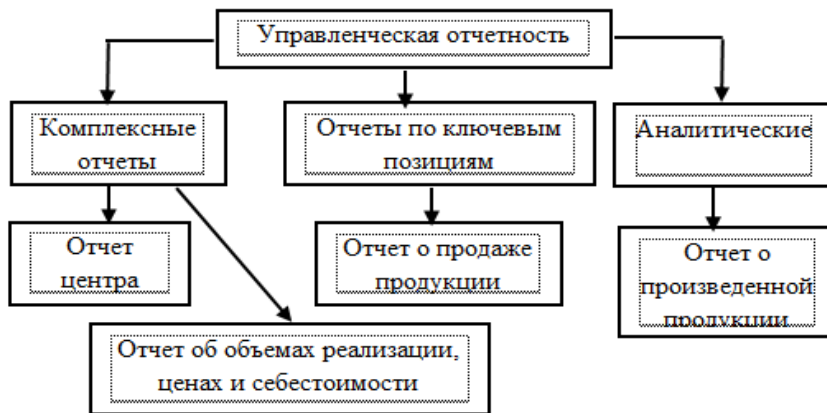 Управленческая отчетность
Комплексные
отчеты
Отчеты по ключевым
позициям
Аналитические
Отчет
центра
Отчет о продаже
продукции
Отчет о
произведенной
продукции
Отчет об объемах реализации,
ценах и себестоимости